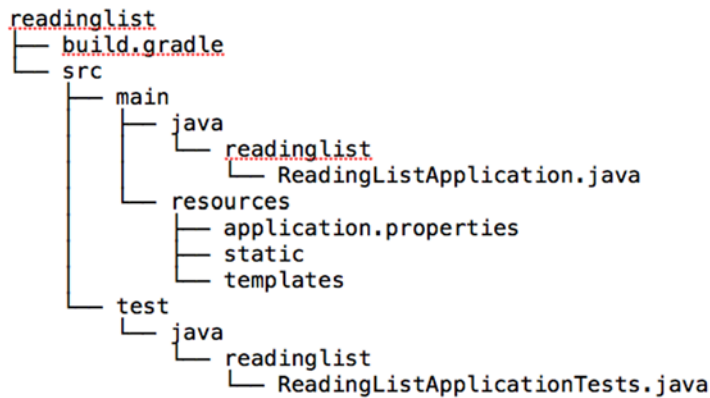 readinglist
├── build.gradle
└── src
    ├── main
    │   ├── java
    │   │   └── readinglist
    │   │       └── ReadingListApplication.java
    │   └── resources
    │       ├── application.properties
    │       ├── static
    │       └── templates
    └── test
        └── java
            └── readinglist
                └── ReadingListApplicationTests.java